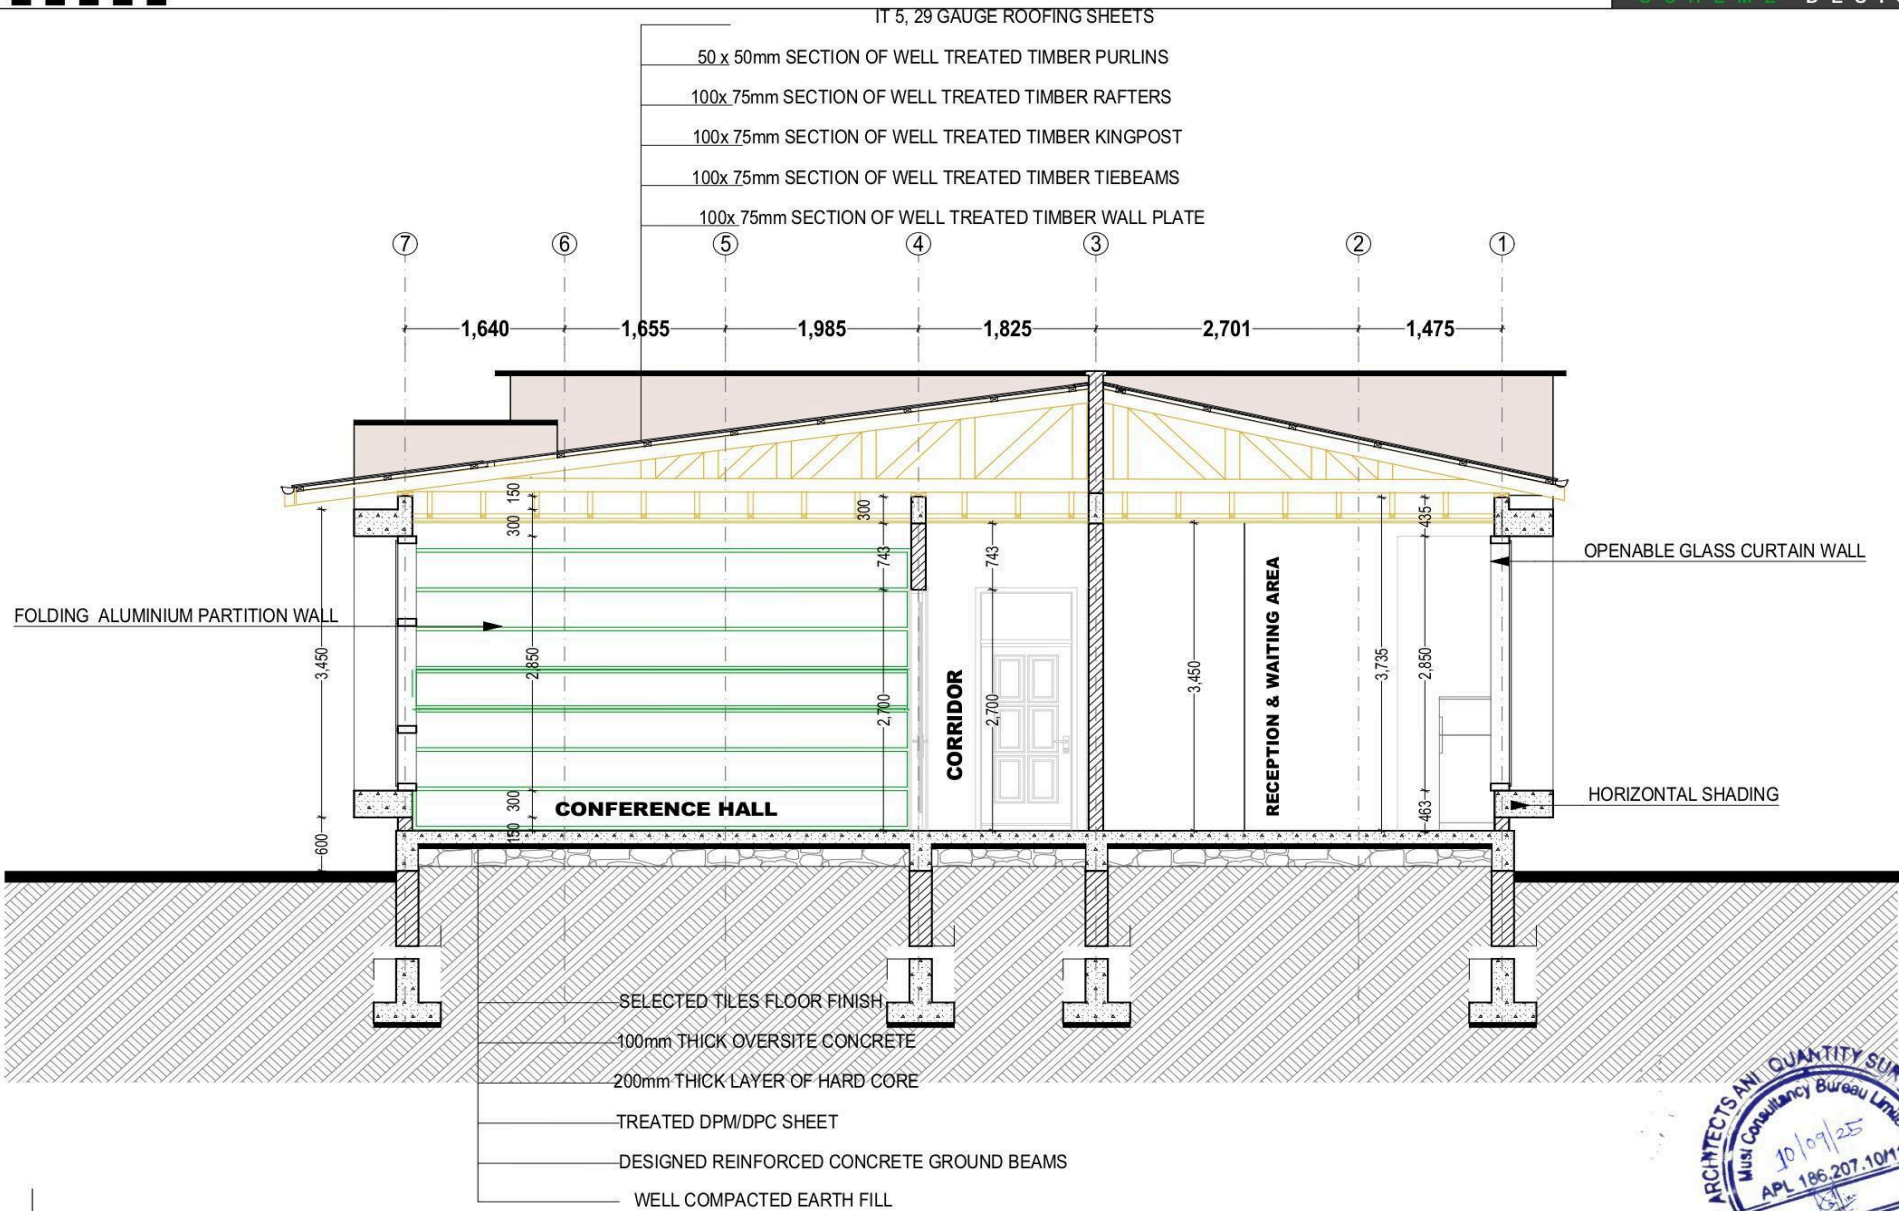 IT 5, 29 GAUGE ROOFING SHEETS
50 x 50mm SECTION OF WELL TREATED TIMBER PURLINS
100x 75mm SECTION OF WELL TREATED TIMBER RAFTERS
100x 75mm SECTION OF WELL TREATED TIMBER KINGPOST
100x 75mm SECTION OF WELL TREATED TIMBER TIEBEAMS
100x 75mm SECTION OF WELL TREATED TIMBER WALL PLATE
7 6 5 4 3 2 1
1,640 1,655 1,985 1,825 2,701 1,475
150
300
300
435
743
743
OPENABLE GLASS CURTAIN WALL
FOLDING ALUMINIUM PARTITION WALL
3,450
2,850
2,700
CORRIDOR
2,700
3,450
RECEPTION & WAITING AREA
3,735
2,850
HORIZONTAL SHADING
CONFERENCE HALL
300
150
463
600
SELECTED TILES FLOOR FINISH
100mm THICK OVERSITE CONCRETE
200mm THICK LAYER OF HARD CORE
TREATED DPM/DPC SHEET
DESIGNED REINFORCED CONCRETE GROUND BEAMS
WELL COMPACTED EARTH FILL
ARCHITECTS AN QUANTITY
Consultancy Bureau
10/09/25
APL 186.207.10/1